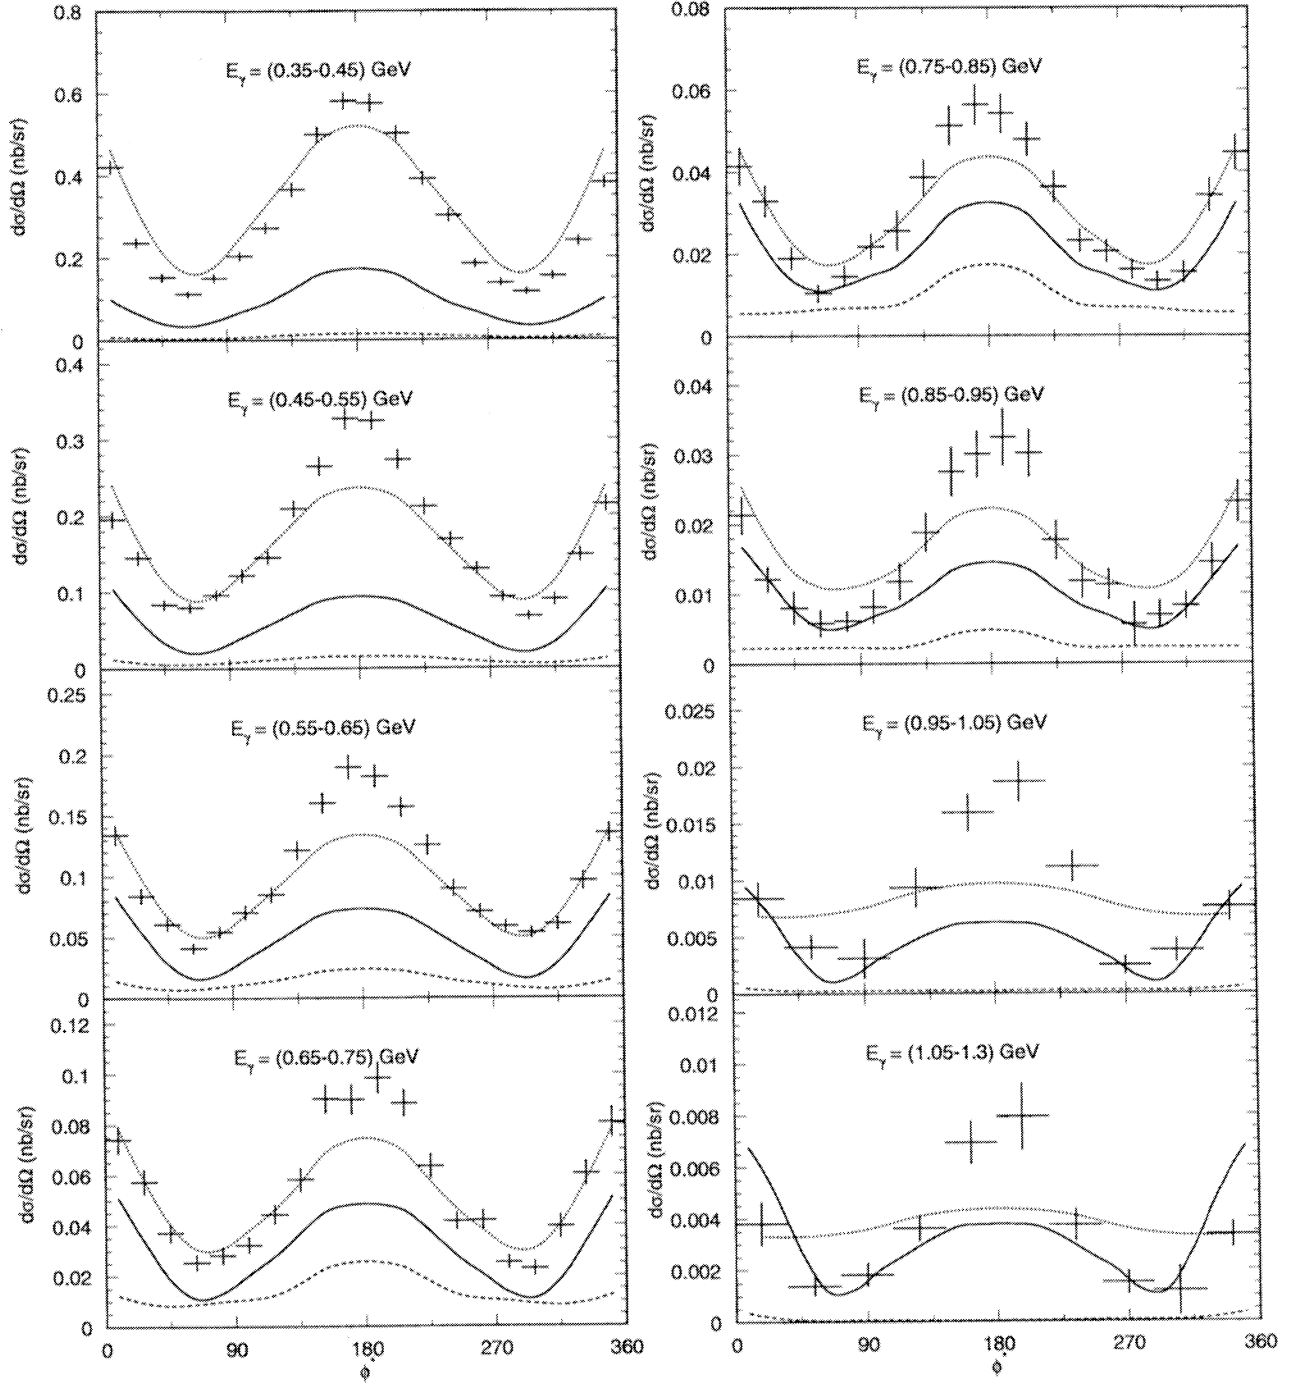 0.8
0.6
0.4
0.2
0
dσ/dΩ (nb/sr)
Eγ = (0.35-0.45) GeV
0.4
0.3
0.2
0.1
0
dσ/dΩ (nb/sr)
Eγ = (0.45-0.55) GeV
0.25
0.2
0.15
0.1
0.05
0
dσ/dΩ (nb/sr)
Eγ = (0.55-0.65) GeV
0.12
0.1
0.08
0.06
0.04
0.02
0
dσ/dΩ (nb/sr)
Eγ = (0.65-0.75) GeV
0 90 180 270 360
ϕ*
0.08
0.06
0.04
0.02
0
dσ/dΩ (nb/sr)
Eγ = (0.75-0.85) GeV
0.04
0.03
0.02
0.01
0
dσ/dΩ (nb/sr)
Eγ = (0.85-0.95) GeV
0.025
0.02
0.015
0.01
0.005
0
dσ/dΩ (nb/sr)
Eγ = (0.95-1.05) GeV
0.012
0.01
0.008
0.006
0.004
0.002
0
dσ/dΩ (nb/sr)
Eγ = (1.05-1.3) GeV
0 90 180 270 360
ϕ*